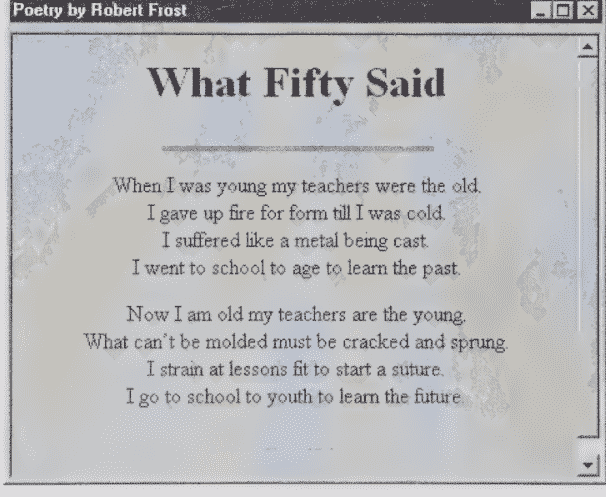 Poetry by Robert Frost
What Fifty Said
When I was young my teachers were the old.
I gave up fire for form till I was cold.
I suffered like a metal being cast.
I went to school to age to learn the past.
Now I am old my teachers are the young.
What can't be molded must be cracked and sprung.
I strain at lessons fit to start a suture.
I go to school to youth to learn the future.